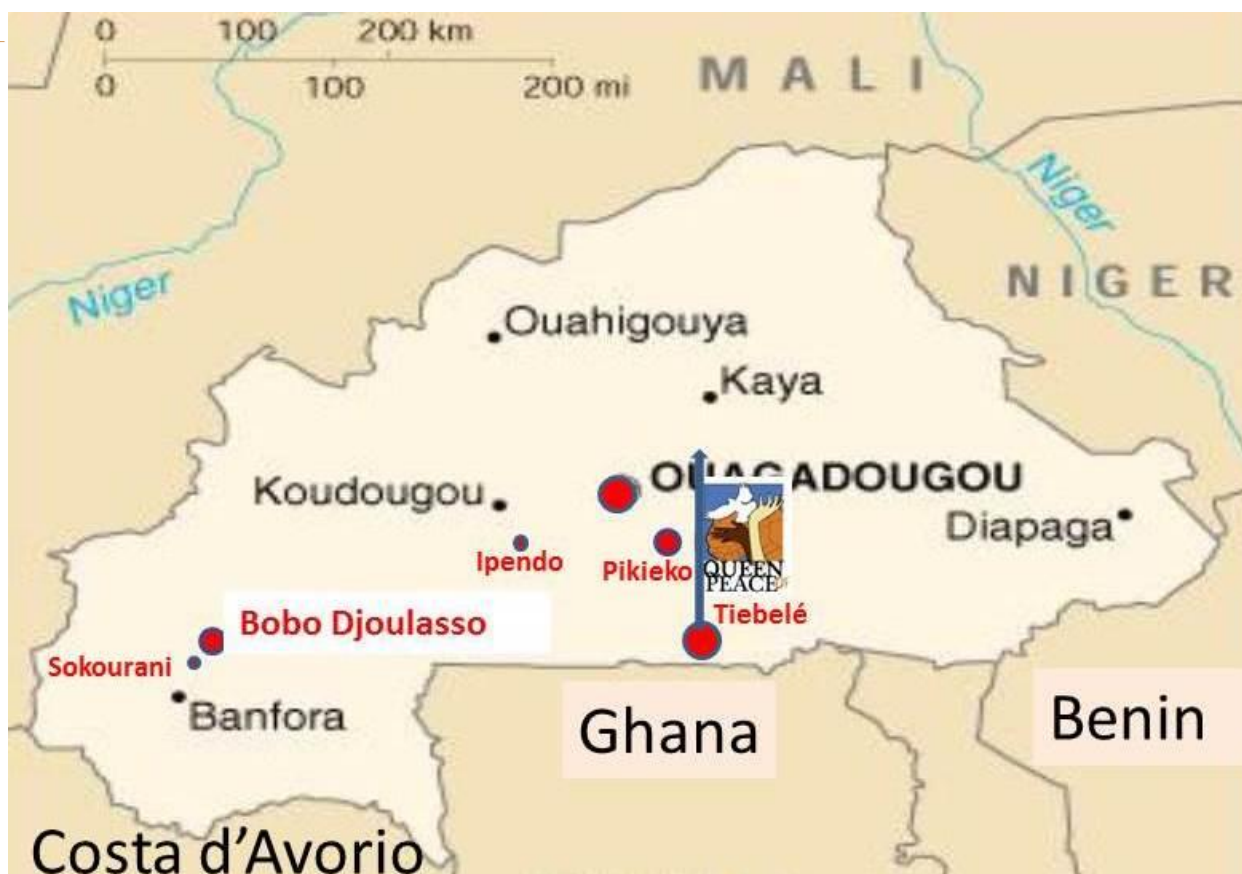 0 100 200 km
0 100 200 mi
MALI
Niger
Niger
NIGER
Ouahigouya
Kaya
OUAGADOUGOU
Koudougou
Diapaga
Ipendo
Pikieko
QUEEN
PEACE
Tiebelé
Bobo Djoulasso
Sokourani
Banfora
Ghana
Benin
Costa d'Avorio